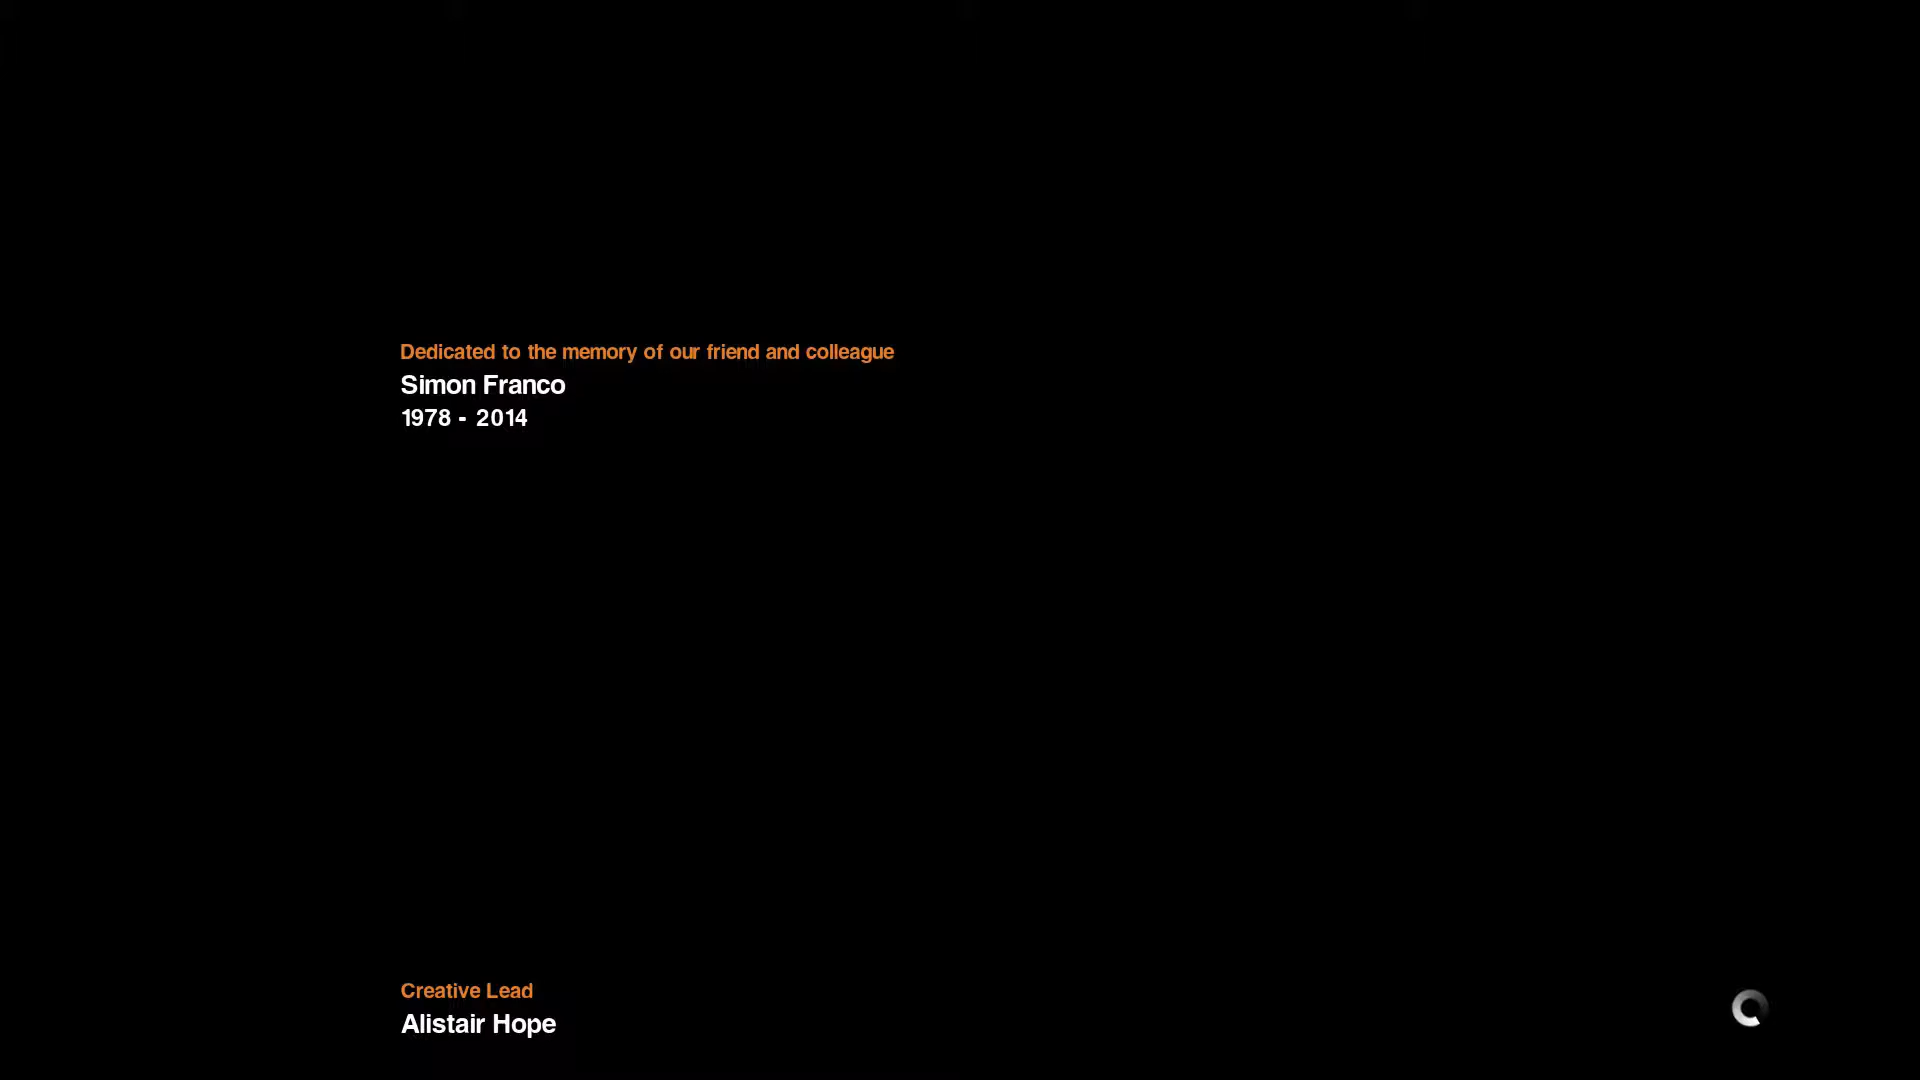 Dedicated to the memory of our friend and colleague
Simon Franco
1978 - 2014
Creative Lead
Alistair Hope